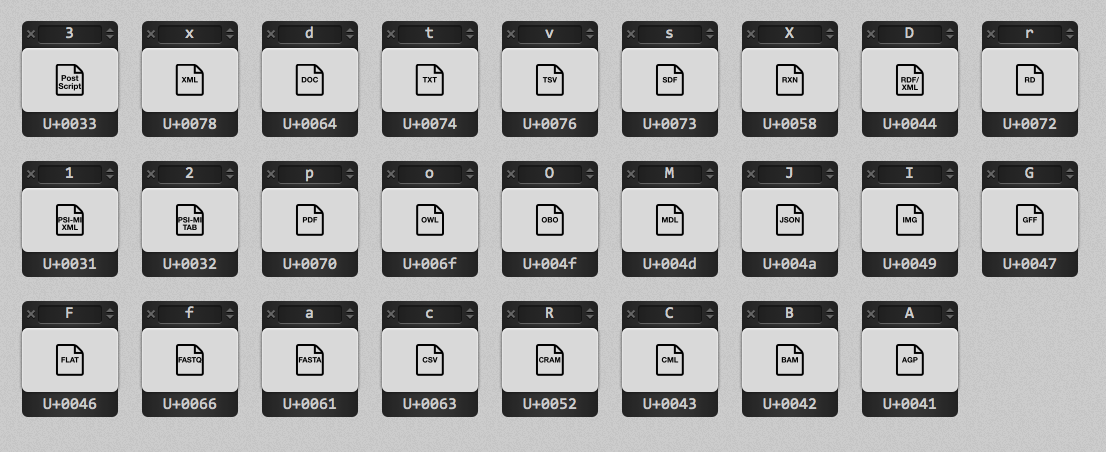 3 x d t v s X D r
Post Script XML DOC TXT TSV SDF RXN RDF/ XML RD
U+0033 U+0078 U+0064 U+0074 U+0076 U+0073 U+0058 U+0044 U+0072
1 2 p o O M J I G
PSI-MI XML PSI-MI TAB PDF OWL OBO MDL JSON IMG GFF
U+0031 U+0032 U+0070 U+006f U+004f U+004d U+004a U+0049 U+0047
F f a c R C B A
FLAT FASTQ FASTA CSV CRAM CML BAM AGP
U+0046 U+0066 U+0061 U+0063 U+0052 U+0043 U+0042 U+0041